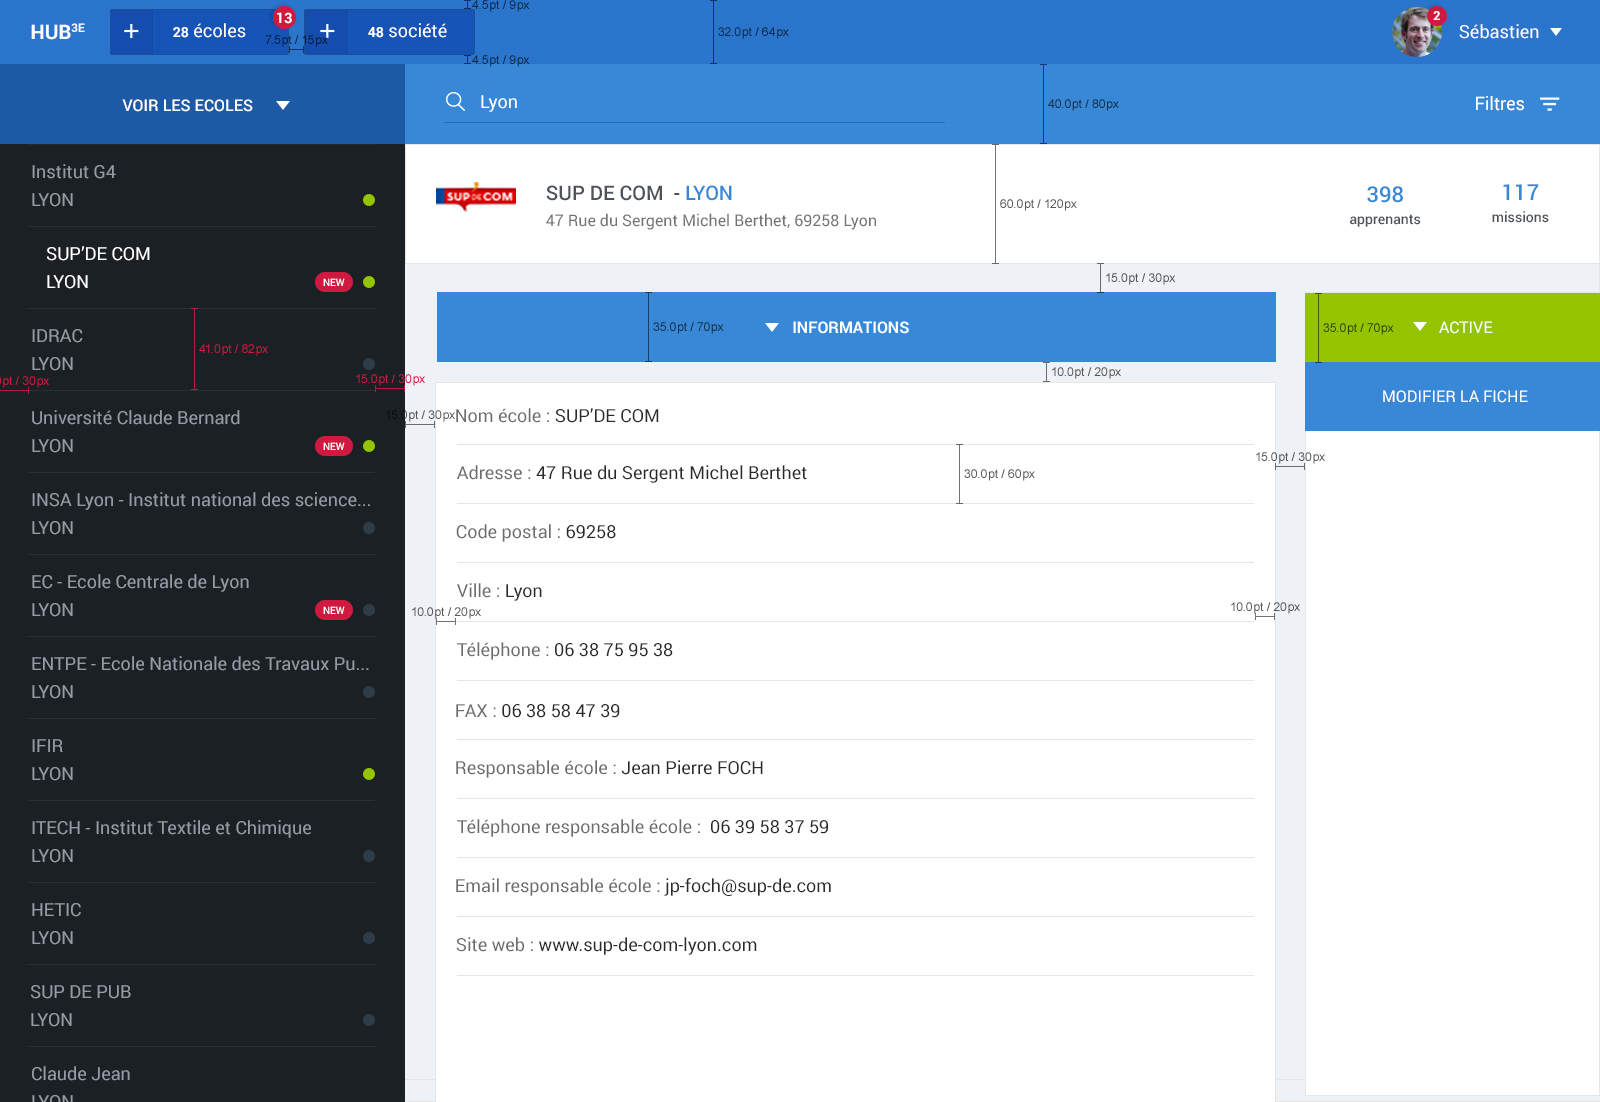 HUB3E
+ 28 écoles
13
+ 48 société
4.5pt / 9px
7.5pt / 15px
4.5pt / 9px
32.0pt / 64px
2
Sébastien
VOIR LES ECOLES
Lyon
40.0pt / 80px
Filtres
Institut G4
LYON
SUP’DE COM
LYON
NEW
IDRAC
LYON
41.0pt / 82px
pt / 30px
15.0pt / 30px
Université Claude Bernard
LYON
NEW
INSA Lyon - Institut national des science...
LYON
EC - Ecole Centrale de Lyon
LYON
NEW
ENTPE - Ecole Nationale des Travaux Pu...
LYON
IFIR
LYON
ITECH - Institut Textile et Chimique
LYON
HETIC
LYON
SUP DE PUB
LYON
Claude Jean
LYON
SUP DE COM
SUP DE COM - LYON
47 Rue du Sergent Michel Berthet, 69258 Lyon
60.0pt / 120px
398
apprenants
117
missions
15.0pt / 30px
35.0pt / 70px
INFORMATIONS
35.0pt / 70px
ACTIVE
10.0pt / 20px
MODIFIER LA FICHE
15.0pt / 30px
Nom école : SUP’DE COM
Adresse : 47 Rue du Sergent Michel Berthet
30.0pt / 60px
15.0pt / 30px
Code postal : 69258
Ville : Lyon
10.0pt / 20px
10.0pt / 20px
Téléphone : 06 38 75 95 38
FAX : 06 38 58 47 39
Responsable école : Jean Pierre FOCH
Téléphone responsable école : 06 39 58 37 59
Email responsable école : jp-foch@sup-de.com
Site web : www.sup-de-com-lyon.com